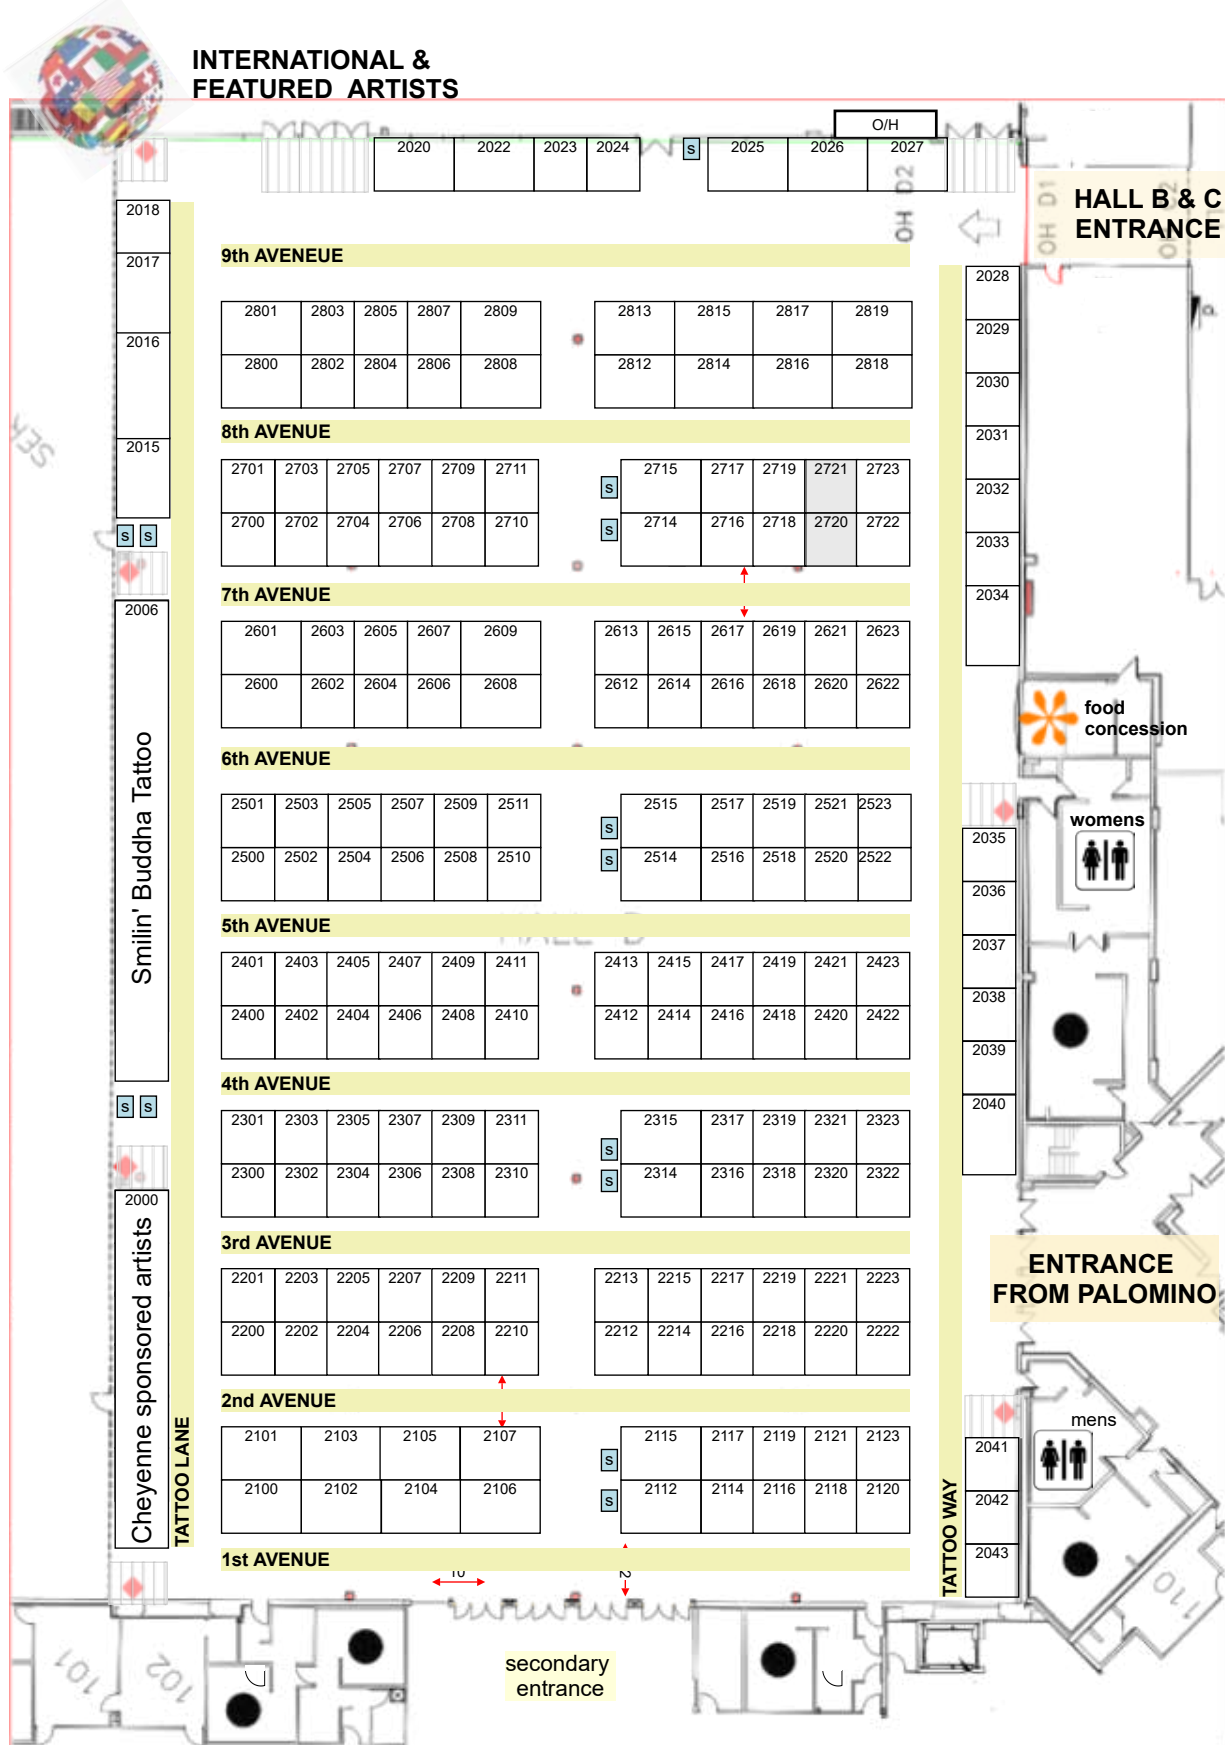 INTERNATIONAL &
FEATURED ARTISTS
O/H
2020 2022 2023 2024 s 2025 2026 2027
OH D2
OH D1
HALL B & C
ENTRANCE
2018
2017
2016
2015
s s
2006
Smilin' Buddha Tattoo
s s
2000
Cheyenne sponsored artists
TATTOO LANE
9th AVENEUE
2801 2803 2805 2807 2809 2813 2815 2817 2819
2800 2802 2804 2806 2808 2812 2814 2816 2818
8th AVENUE
2701 2703 2705 2707 2709 2711 s 2715 2717 2719 2721 2723
2700 2702 2704 2706 2708 2710 s 2714 2716 2718 2720 2722
7th AVENUE
2601 2603 2605 2607 2609 2613 2615 2617 2619 2621 2623
2600 2602 2604 2606 2608 2612 2614 2616 2618 2620 2622
6th AVENUE
2501 2503 2505 2507 2509 2511 s 2515 2517 2519 2521 2523
2500 2502 2504 2506 2508 2510 s 2514 2516 2518 2520 2522
5th AVENUE
2401 2403 2405 2407 2409 2411 2413 2415 2417 2419 2421 2423
2400 2402 2404 2406 2408 2410 2412 2414 2416 2418 2420 2422
4th AVENUE
2301 2303 2305 2307 2309 2311 s 2315 2317 2319 2321 2323
2300 2302 2304 2306 2308 2310 s 2314 2316 2318 2320 2322
3rd AVENUE
2201 2203 2205 2207 2209 2211 2213 2215 2217 2219 2221 2223
2200 2202 2204 2206 2208 2210 2212 2214 2216 2218 2220 2222
2nd AVENUE
2101 2103 2105 2107 s 2115 2117 2119 2121 2123
2100 2102 2104 2106 s 2112 2114 2116 2118 2120
1st AVENUE
TATTOO WAY
2028
2029
2030
2031
2032
2033
2034
food
concession
womens
2035
2036
2037
2038
2039
2040
ENTRANCE
FROM PALOMINO
mens
2041
2042
2043
101
102
110
secondary
entrance